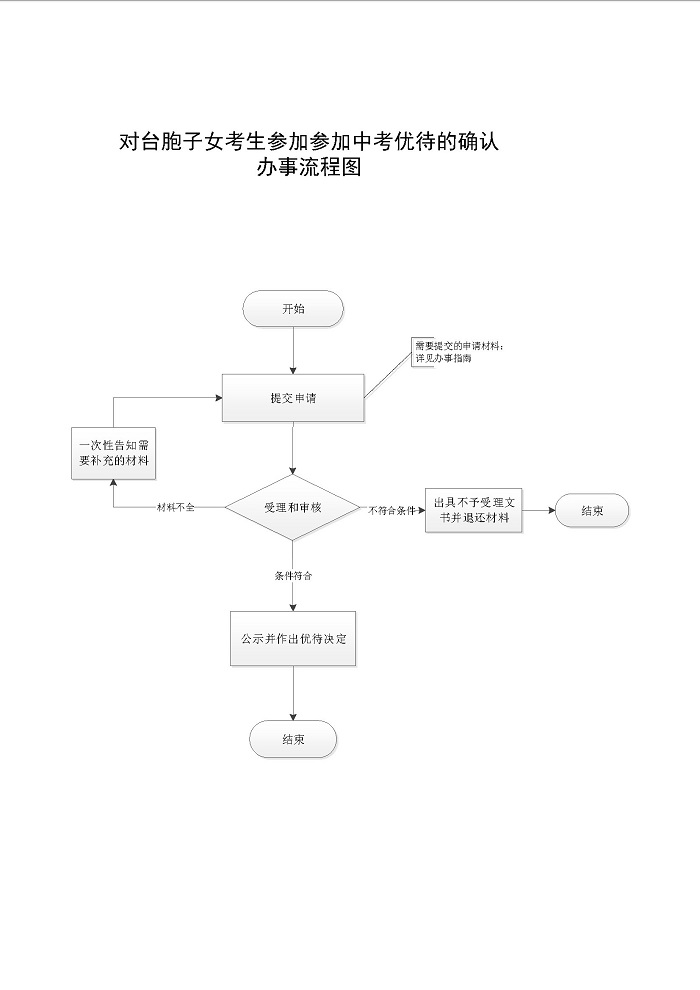 对台胞子女考生参加参加中考优待的确认
办事流程图
开始
需要提交的申请材料：
详见办事指南
提交申请
一次性告知需
要补充的材料
材料不全
受理和审核
不符合条件
出具不予受理文
书并退还材料
结束
条件符合
公示并作出优待决定
结束